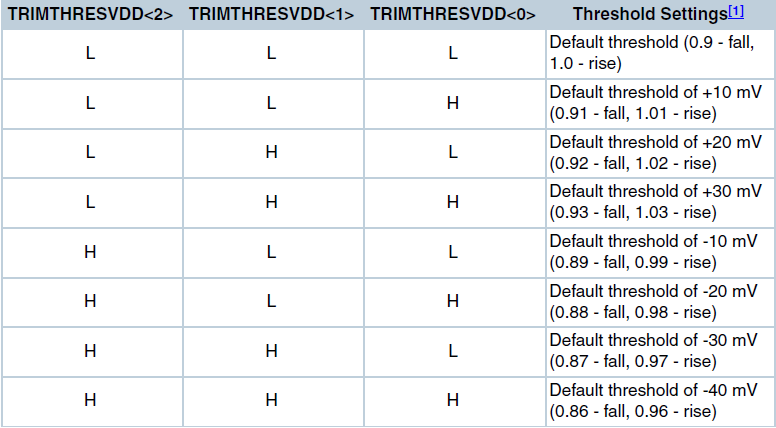 TRIMTHRESVDD<2> TRIMTHRESVDD<1> TRIMTHRESVDD<0> Threshold Settings[1]
L L L Default threshold (0.9 - fall,
1.0 - rise)
L L H Default threshold of +10 mV
(0.91 - fall, 1.01 - rise)
L H L Default threshold of +20 mV
(0.92 - fall, 1.02 - rise)
L H H Default threshold of +30 mV
(0.93 - fall, 1.03 - rise)
H L L Default threshold of -10 mV
(0.89 - fall, 0.99 - rise)
H L H Default threshold of -20 mV
(0.88 - fall, 0.98 - rise)
H H L Default threshold of -30 mV
(0.87 - fall, 0.97 - rise)
H H H Default threshold of -40 mV
(0.86 - fall, 0.96 - rise)